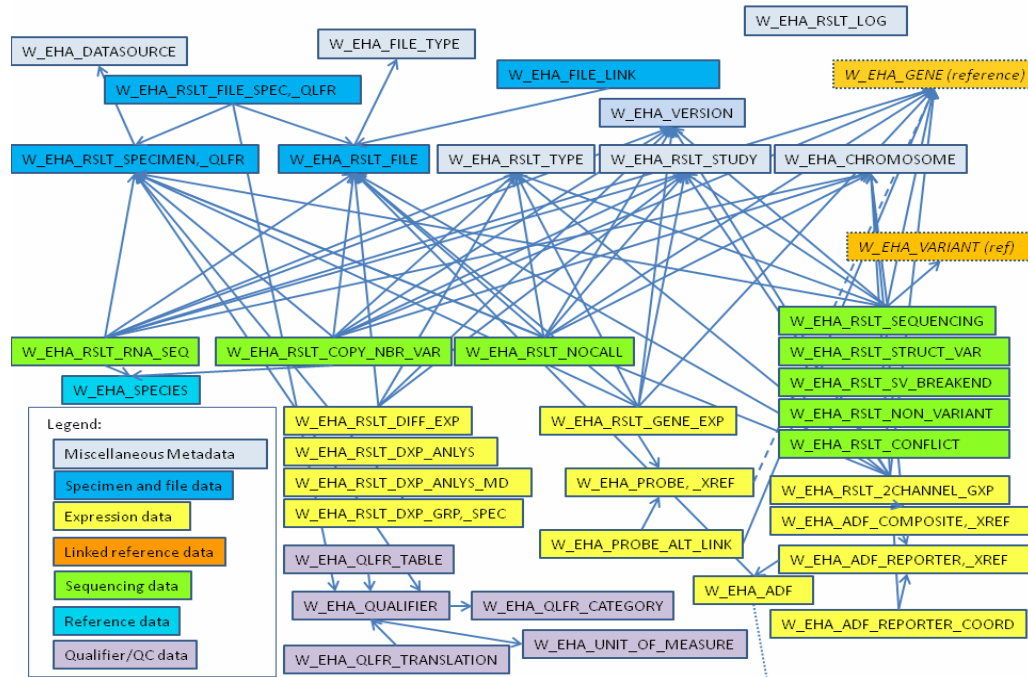 W_EHA_RSLT_LOG
W_EHA_DATASOURCE
W_EHA_FILE_TYPE
W_EHA_RSLT_FILE_SPEC,_QLFR
W_EHA_FILE_LINK
W_EHA_GENE (reference)
W_EHA_VERSION
W_EHA_RSLT_SPECIMEN,_QLFR
W_EHA_RSLT_FILE
W_EHA_RSLT_TYPE
W_EHA_RSLT_STUDY
W_EHA_CHROMOSOME
W_EHA_VARIANT (ref)
W_EHA_RSLT_SEQUENCING
W_EHA_RSLT_RNA_SEQ
W_EHA_RSLT_COPY_NBR_VAR
W_EHA_RSLT_NOCALL
W_EHA_RSLT_STRUCT_VAR
W_EHA_SPECIES
W_EHA_RSLT_SV_BREAKEND
W_EHA_RSLT_NON_VARIANT
W_EHA_RSLT_CONFLICT
Legend:
Miscellaneous Metadata
Specimen and file data
Expression data
Linked reference data
Sequencing data
Reference data
Qualifier/QC data
W_EHA_RSLT_DIFF_EXP
W_EHA_RSLT_DXP_ANLYS
W_EHA_RSLT_DXP_ANLYS_MD
W_EHA_RSLT_DXP_GRP,_SPEC
W_EHA_RSLT_GENE_EXP
W_EHA_PROBE,_XREF
W_EHA_PROBE_ALT_LINK
W_EHA_RSLT_2CHANNEL_GXP
W_EHA_ADF_COMPOSITE,_XREF
W_EHA_ADF_REPORTER,_XREF
W_EHA_ADF
W_EHA_ADF_REPORTER_COORD
W_EHA_QLFR_TABLE
W_EHA_QUALIFIER
W_EHA_QLFR_CATEGORY
W_EHA_UNIT_OF_MEASURE
W_EHA_QLFR_TRANSLATION